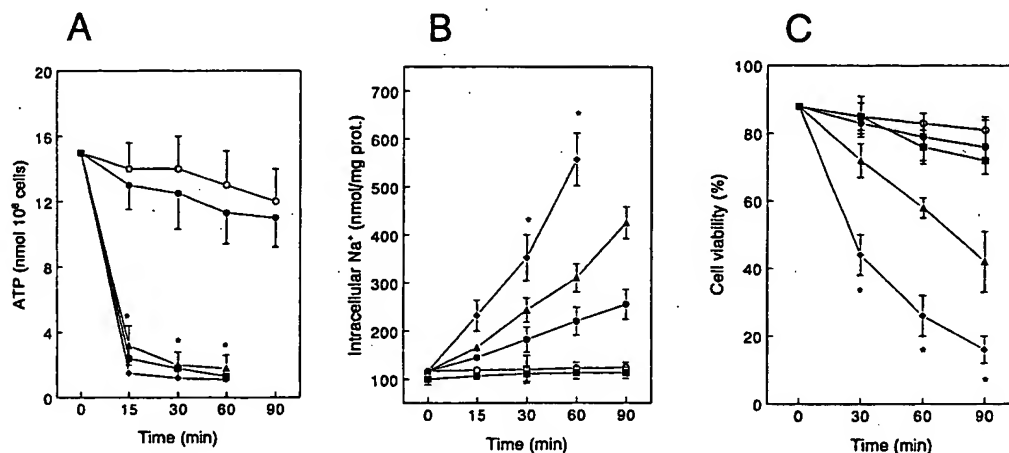 A
B
C
20
16
12
8
4
0
ATP (nmol 10⁶ cells)
0 15 30 60 90
Time (min)
700
600
500
400
300
200
100
Intracellular Na⁺ (nmol/mg prot.)
0 15 30 60 90
Time (min)
100
80
60
40
20
0
Cell viability (%)
0 30 60 90
Time (min)